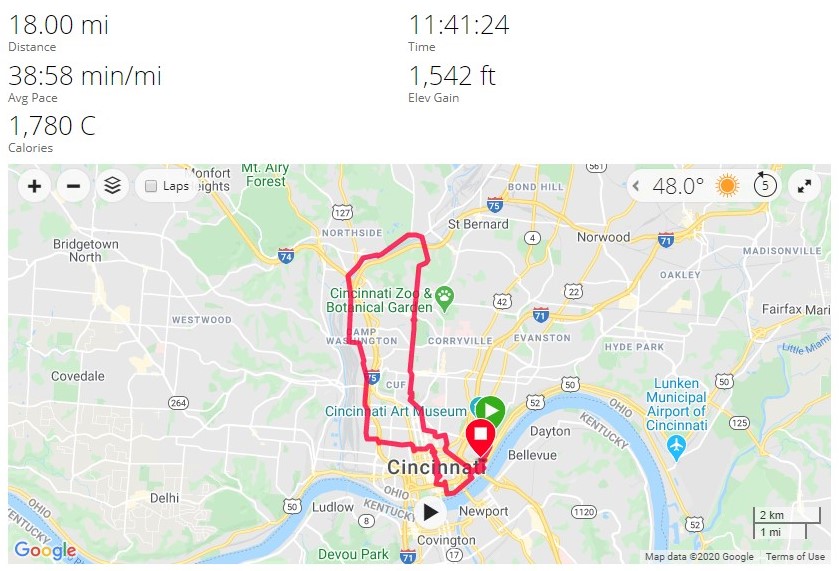 18.00 mi
Distance
11:41:24
Time
38:58 min/mi
Avg Pace
1,542 ft
Elev Gain
1,780 C
Calories
+
−
Laps
48.0°
5
Monfort
Heights
Mt. Airy
Forest
561
BOND HILL
75
127
NORTHSIDE
St Bernard
4
Norwood
71
Bridgetown
North
74
MADISONVILLE
OAKLEY
Cincinnati Zoo &
Botanical Garden
42
22
71
Fairfax Mari
WESTWOOD
CAMP
WASHINGTON
CORRYVILLE
EVANSTON
HYDE PARK
Little Miami
Covedale
75
CUF
50
50
Lunken
Municipal
Airport of
Cincinnati
264
52
OHIO
KENTUCKY
Cincinnati Art Museum
125
Dayton
Bellevue
Cincinnati
Delhi
OHIO
KENTUCKY
OHIO
KENTUCKY
50
Ludlow
8
Newport
1120
52
2 km
1 mi
Covington
17
Devou Park
71
Google
Map data ©2020 Google
Terms of Use